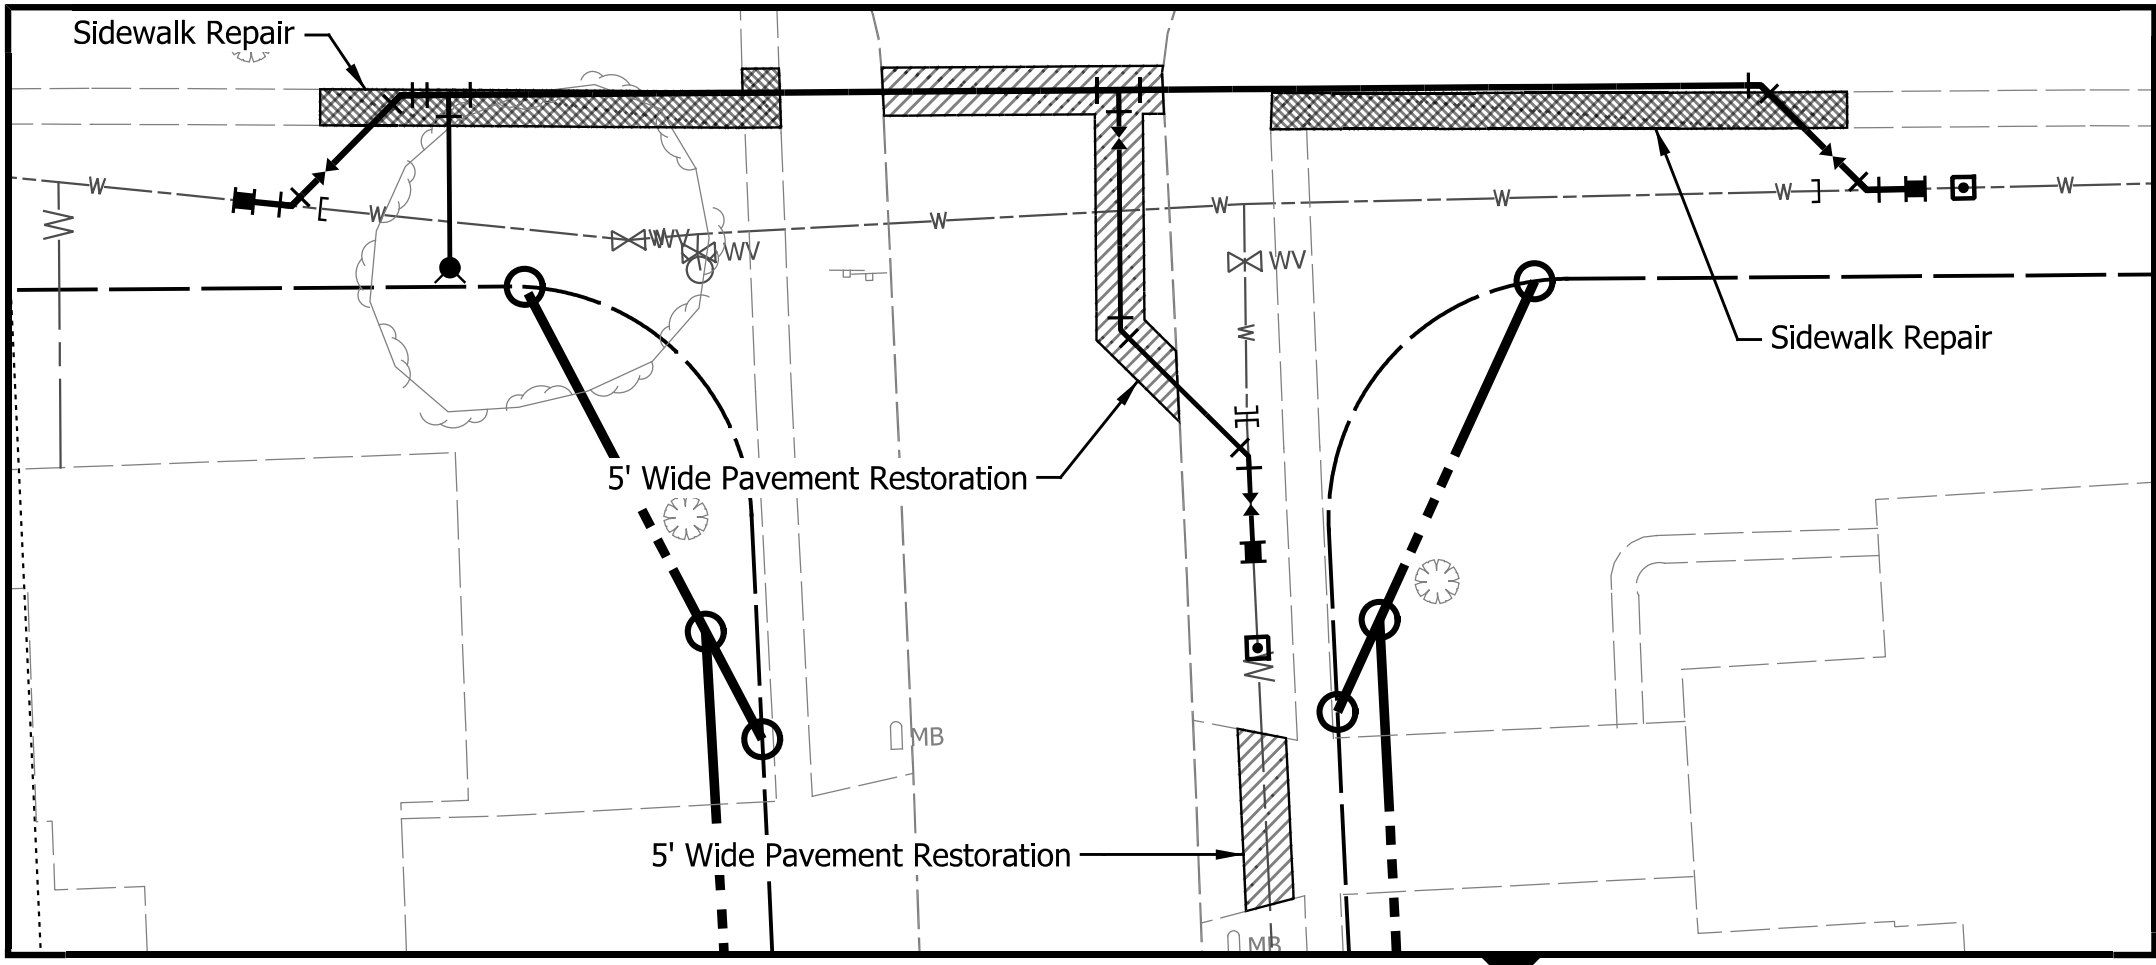 Sidewalk Repair
W
W
W
W
W
W
W
WV
WV
WV
Sidewalk Repair
5' Wide Pavement Restoration
MB
5' Wide Pavement Restoration
MB